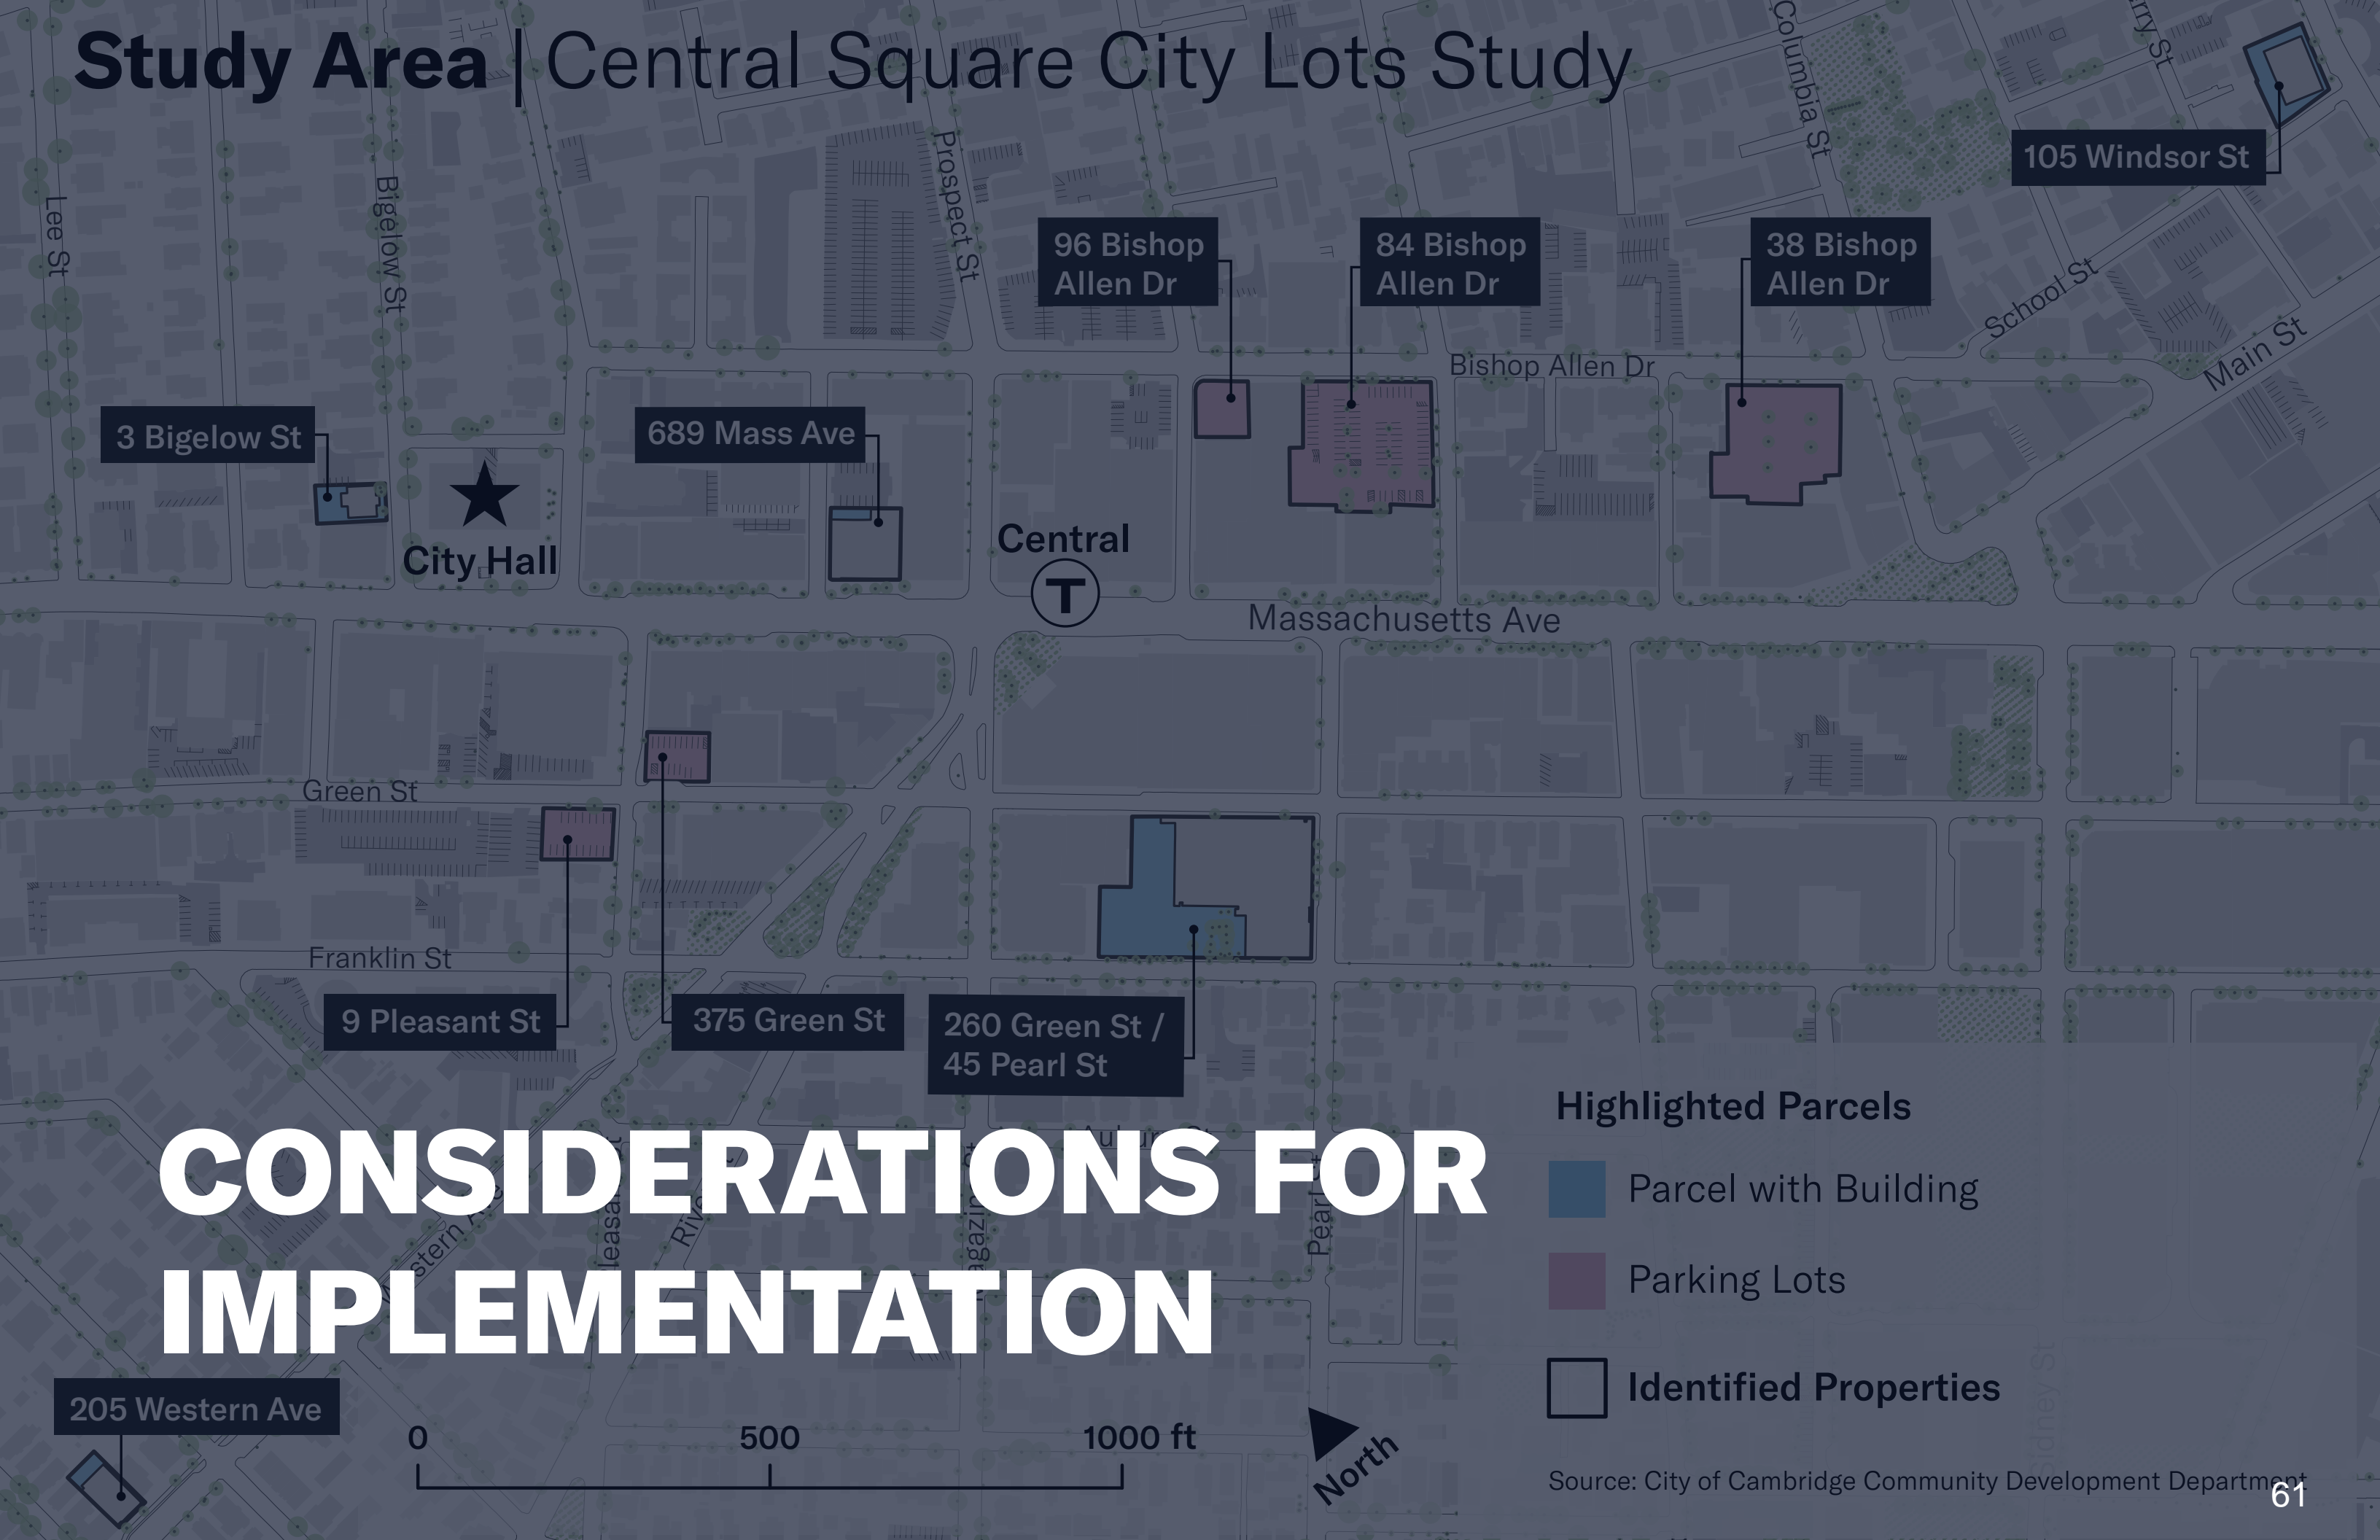 Study Area | Central Square City Lots Study
Columbia St
105 Windsor St
Lee St
Bigelow St
Prospect St
96 Bishop
Allen Dr
84 Bishop
Allen Dr
38 Bishop
Allen Dr
School St
Main St
Bishop Allen Dr
3 Bigelow St
689 Mass Ave
City Hall
Central
T
Massachusetts Ave
Green St
Franklin St
9 Pleasant St
375 Green St
260 Green St /
45 Pearl St
CONSIDERATIONS FOR
IMPLEMENTATION
Pearl St
205 Western Ave
0 500 1000 ft
North
Highlighted Parcels
Parcel with Building
Parking Lots
Identified Properties
Sidney St
Source: City of Cambridge Community Development Department
61